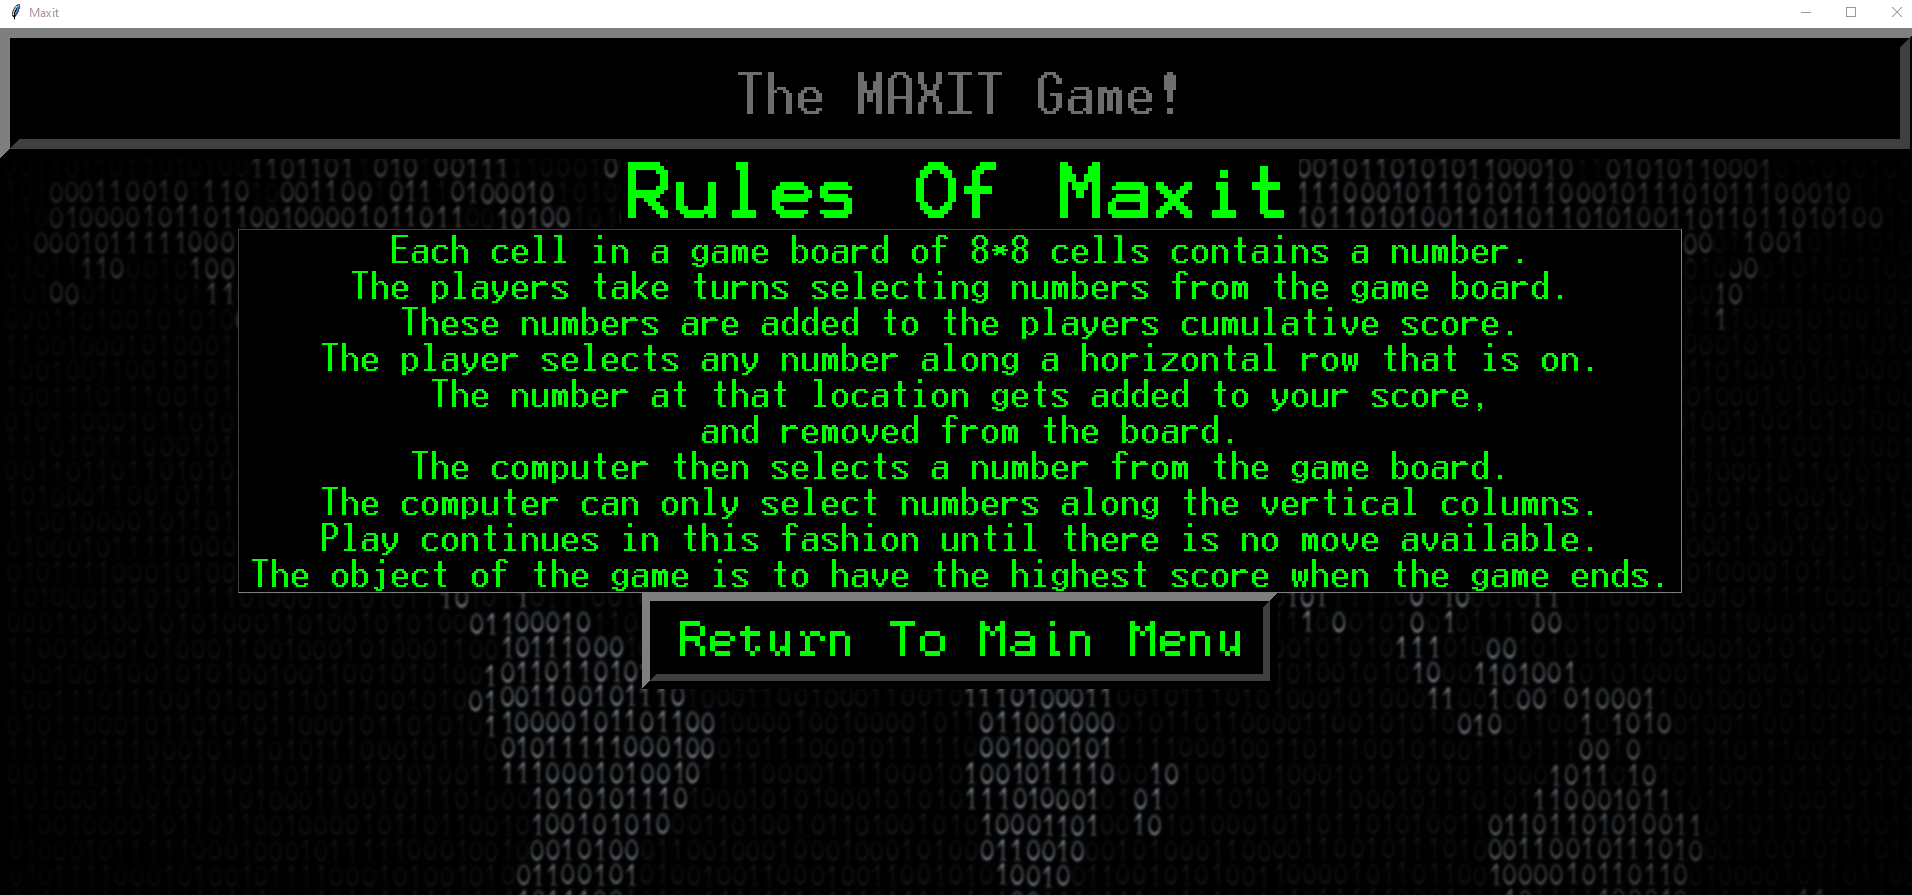 Maxit
The MAXIT Game!
Rules Of Maxit
Each cell in a game board of 8*8 cells contains a number.
The players take turns selecting numbers from the game board.
These numbers are added to the players cumulative score.
The player selects any number along a horizontal row that is on.
The number at that location gets added to your score,
and removed from the board.
The computer then selects a number from the game board.
The computer can only select numbers along the vertical columns.
Play continues in this fashion until there is no move available.
The object of the game is to have the highest score when the game ends.
Return To Main Menu